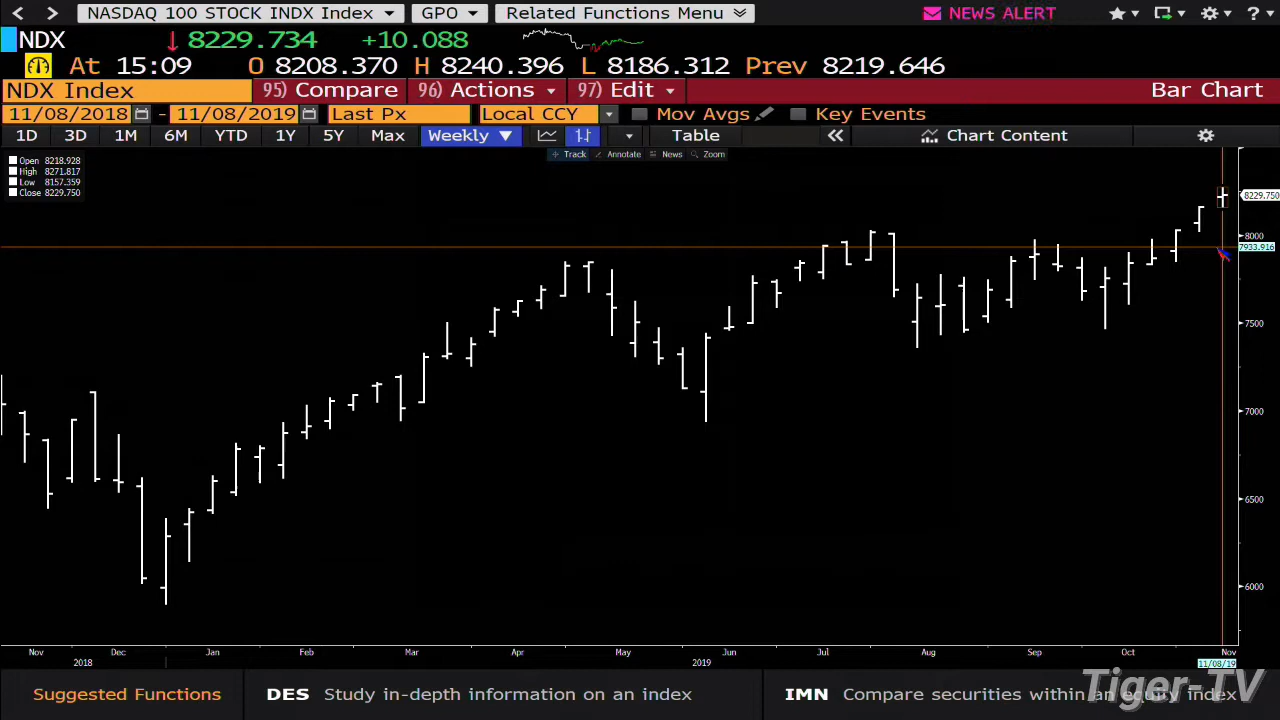 NASDAQ 100 STOCK INDX Index GPO Related Functions Menu NEWS ALERT ?
NDX 8229.734 +10.088
At 15:09 O 8208.370 H 8240.396 L 8186.312 Prev 8219.646
NDX Index 95) Compare 96) Actions 97) Edit Bar Chart
11/08/2018 - 11/08/2019 Last Px Local CCY Mov Avgs Key Events
1D 3D 1M 6M YTD 1Y 5Y Max Weekly Table Chart Content
Track Annotate News Zoom
Open 8218.928
High 8271.817
Low 8157.359
Close 8229.750
8229.750
8000
7933.916
7500
7000
6500
6000
Nov Dec Jan Feb Mar Apr May Jun Jul Aug Sep Oct Nov
2018 2019 11/08/19
Suggested Functions DES Study in-depth information on an index IMN Compare securities within an equity index
Tiger-TV